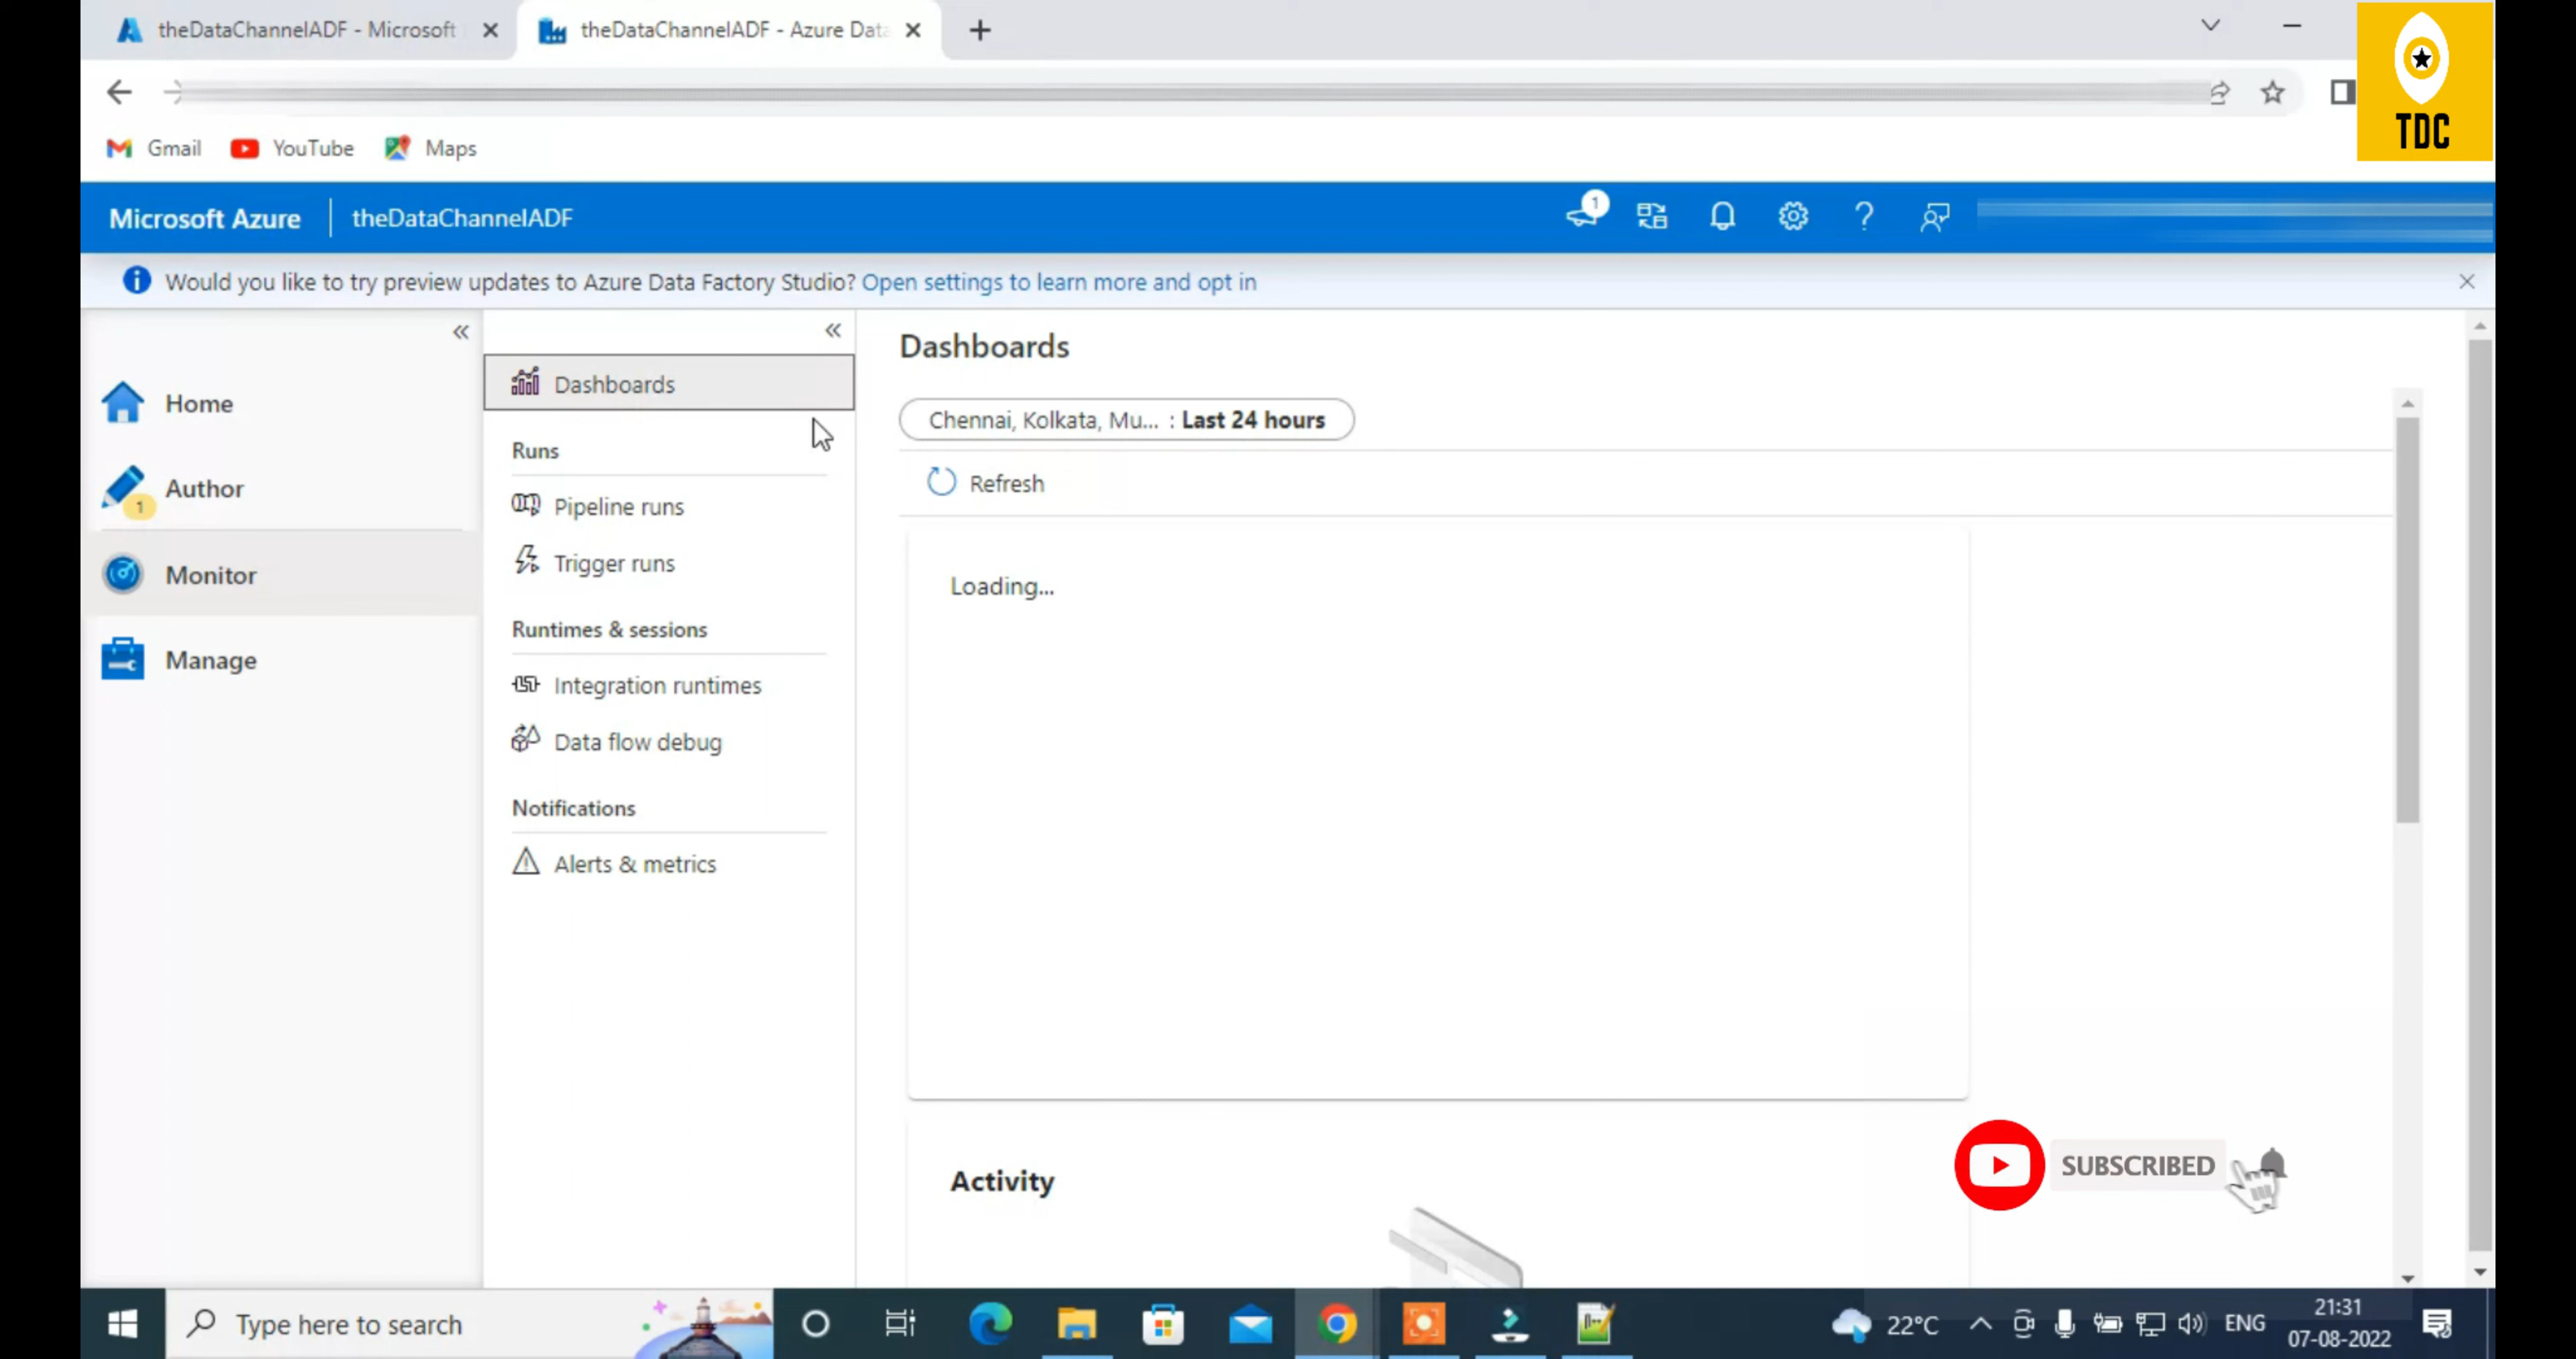 theDataChannelADF - Microsoft
theDataChannelADF - Azure Data
TDC
Gmail
YouTube
Maps
Microsoft Azure
theDataChannelADF
1
Would you like to try preview updates to Azure Data Factory Studio? Open settings to learn more and opt in
Home
Author
1
Monitor
Manage
Dashboards
Runs
Pipeline runs
Trigger runs
Runtimes & sessions
Integration runtimes
Data flow debug
Notifications
Alerts & metrics
Dashboards
Chennai, Kolkata, Mu... : Last 24 hours
Refresh
Loading...
Activity
SUBSCRIBED
Type here to search
22°C
ENG
21:31
07-08-2022